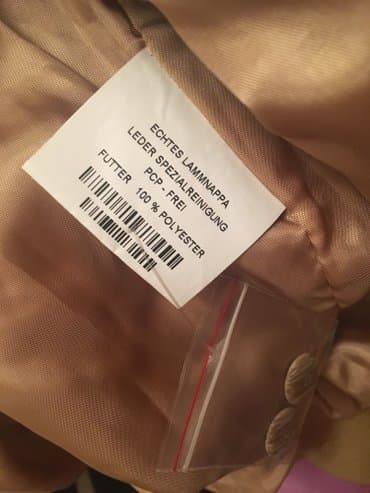 ECHTES LAMMNAPPA
LEDER SPEZIALREINIGUNG
PCP - FREI
FUTTER 100 % POLYESTER